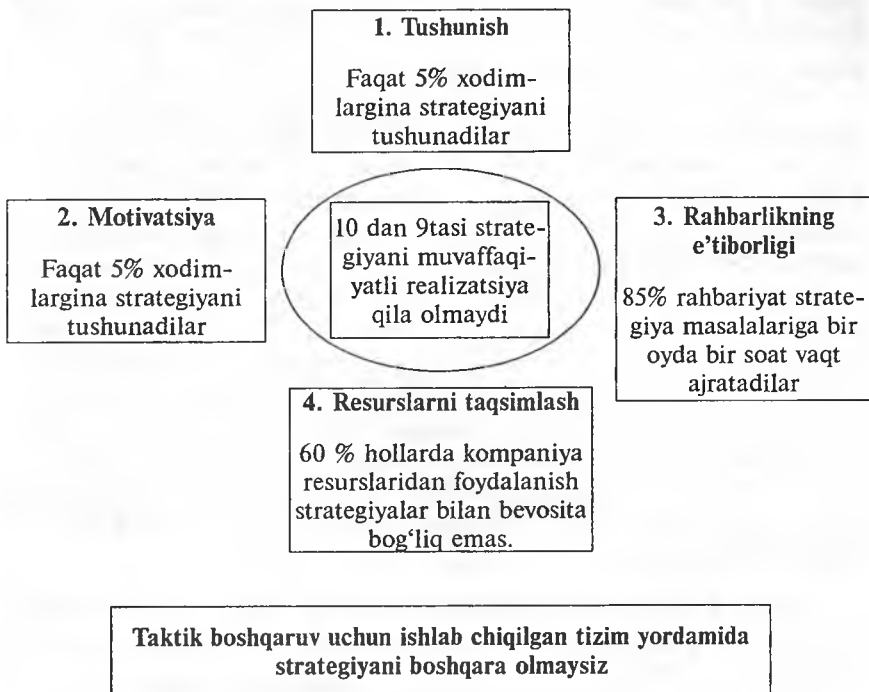 1. Tushunish
Faqat 5% xodim-
largina strategiyani
tushunadilar
2. Motivatsiya
Faqat 5% xodim-
largina strategiyani
tushunadilar
10 dan 9tasi strate-
giyani muvaffaqi-
yatli realizatsiya
qila olmaydi
3. Rahbarlikning
e'tiborligi
85% rahbariyat strate-
giya masalalariga bir
oyda bir soat vaqt
ajratadilar
4. Resurslarni taqsimlash
60 % hollarda kompaniya
resurslaridan foydalanish
strategiyalar bilan bevosita
bog‘liq emas.
Taktik boshqaruv uchun ishlab chiqilgan tizim yordamida
strategiyani boshqara olmaysiz